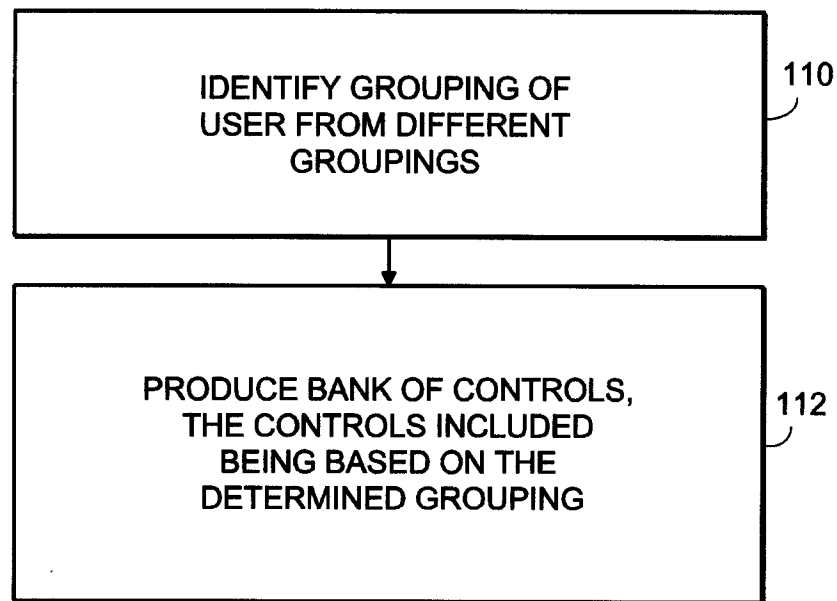 IDENTIFY GROUPING OF
USER FROM DIFFERENT
GROUPINGS
110
PRODUCE BANK OF CONTROLS,
THE CONTROLS INCLUDED
BEING BASED ON THE
DETERMINED GROUPING
112